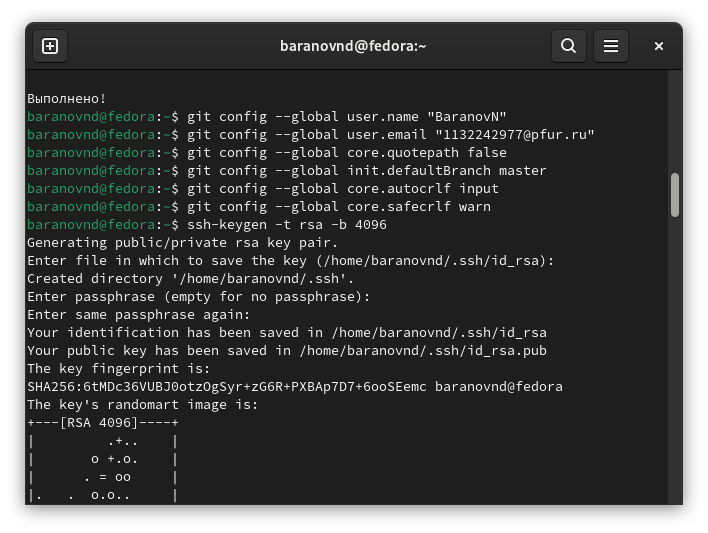 baranovnd@fedora:~
Выполнено!
baranovnd@fedora:~$ git config --global user.name "BaranovN"
baranovnd@fedora:~$ git config --global user.email "1132242977@pfur.ru"
baranovnd@fedora:~$ git config --global core.quotepath false
baranovnd@fedora:~$ git config --global init.defaultBranch master
baranovnd@fedora:~$ git config --global core.autocrlf input
baranovnd@fedora:~$ git config --global core.safecrlf warn
baranovnd@fedora:~$ ssh-keygen -t rsa -b 4096
Generating public/private rsa key pair.
Enter file in which to save the key (/home/baranovnd/.ssh/id_rsa):
Created directory '/home/baranovnd/.ssh'.
Enter passphrase (empty for no passphrase):
Enter same passphrase again:
Your identification has been saved in /home/baranovnd/.ssh/id_rsa
Your public key has been saved in /home/baranovnd/.ssh/id_rsa.pub
The key fingerprint is:
SHA256:6tMDc36VUBJ0otzOgSyr+zG6R+PXBAp7D7+6ooSEemc baranovnd@fedora
The key's randomart image is:
+---[RSA 4096]----+
|         .+..    |
|       o +.o.    |
|      . = oo     |
|.   .  o.o..     |